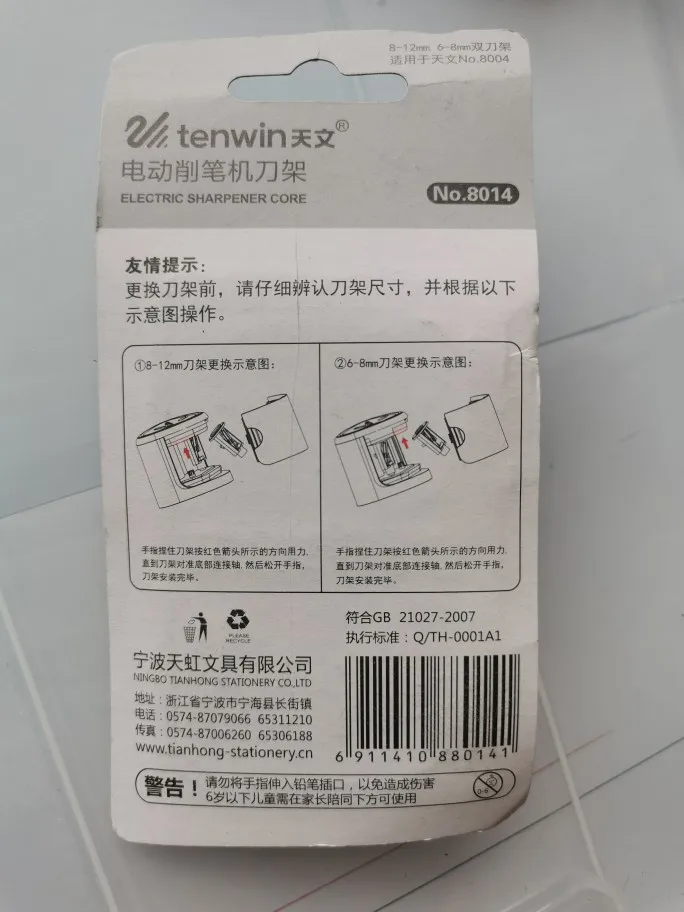 8-12mm 6-8mm双刀架
适用于天文No.8004
tenwin天文®
电动削笔机刀架
ELECTRIC SHARPENER CORE
No.8014
友情提示：
更换刀架前，请仔细辨认刀架尺寸，并根据以下
示意图操作。
①8-12mm刀架更换示意图：
手指捏住刀架按红色箭头所示的方向用力，
直到刀架对准底部连接轴，然后松开手指，
刀架安装完毕。
②6-8mm刀架更换示意图：
手指捏住刀架按红色箭头所示的方向用力，
直到刀架对准底部连接轴，然后松开手指，
刀架安装完毕。
PLEASE
RECYCLE
符合GB 21027-2007
执行标准：Q/TH-0001A1
宁波天虹文具有限公司
NINGBO TIANHONG STATIONERY CO.,LTD
地址：浙江省宁波市宁海县长街镇
电话：0574-87079066 65311210
传真：0574-87006260 65306188
www.tianhong-stationery.cn
6 911410 880141
警告！
请勿将手指伸入铅笔插口，以免造成伤害
6岁以下儿童需在家长陪同下方可使用
0-6